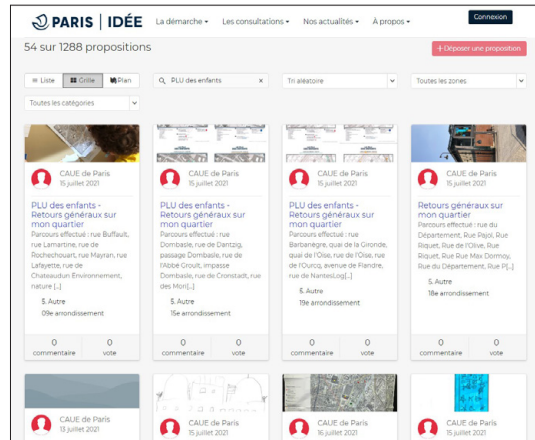 PARIS | IDÉE
La démarche
Les consultations
Nos actualités
À propos
Connexion
54 sur 1288 propositions
+Déposer une proposition
Liste
Grille
Plan
PLU des enfants
x
Tri aléatoire
Toutes les zones
Toutes les catégories
CAUE de Paris
15 juillet 2021
PLU des enfants -
Retours généraux sur
mon quartier
Parcours effectué : rue Buffault,
rue Lamartine, rue de
Rochechouart, rue Mayran, rue
Lafayette, rue de
Chateaudun Environnement,
nature [...]
5. Autre
09e arrondissement
0
commentaire
0
vote
CAUE de Paris
15 juillet 2021
PLU des enfants -
Retours généraux sur
mon quartier
Parcours effectué : rue
Dombasle, rue de Dantzig,
passage Dombasle, rue de
l'Abbé Groult, impasse
Dombasle, rue de Cronstadt, rue
des Mori[...]
5. Autre
15e arrondissement
0
commentaire
0
vote
CAUE de Paris
15 juillet 2021
PLU des enfants -
Retours généraux sur
mon quartier
Parcours effectué : rue
Barbanègre, quai de la Gironde,
quai de l'Oise, rue de l'Oise, rue
de l'Ourcq, avenue de Flandre,
rue de NantesLog[...]
5. Autre
19e arrondissement
0
commentaire
0
vote
CAUE de Paris
15 juillet 2021
PLU des enfants -
Retours généraux sur
mon quartier
Parcours effectué : rue du
Département, Rue Pajol, Rue
Riquet, Rue de l'Olive, Rue
Riquet, Rue Rue Max Dormoy,
Rue du Département, Rue P[...]
5. Autre
18e arrondissement
0
commentaire
0
vote
CAUE de Paris
13 juillet 2021
CAUE de Paris
15 juillet 2021
CAUE de Paris
16 juillet 2021
CAUE de Paris
15 juillet 2021